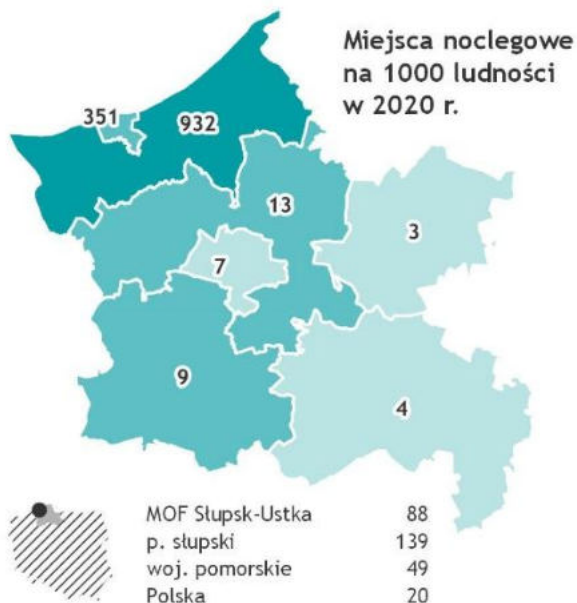 Miejsca noclegowe
na 1000 ludności
w 2020 r.
351
932
13
3
7
9
4
MOF Słupsk-Ustka 88
p. słupski 139
woj. pomorskie 49
Polska 20